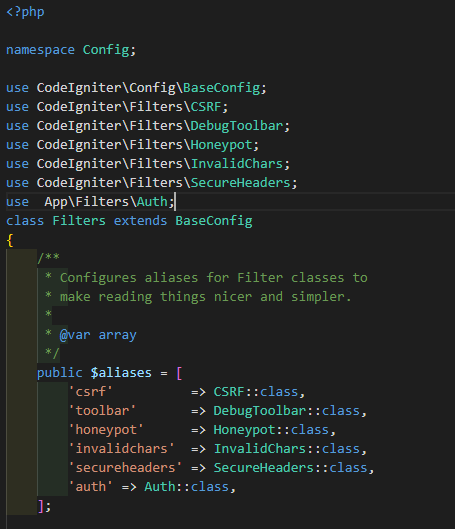 <?php
namespace Config;
use CodeIgniter\Config\BaseConfig;
use CodeIgniter\Filters\CSRF;
use CodeIgniter\Filters\DebugToolbar;
use CodeIgniter\Filters\Honeypot;
use CodeIgniter\Filters\InvalidChars;
use CodeIgniter\Filters\SecureHeaders;
use  App\Filters\Auth;
class Filters extends BaseConfig
{
    /**
     * Configures aliases for Filter classes to
     * make reading things nicer and simpler.
     *
     * @var array
     */
    public $aliases = [
        'csrf'          => CSRF::class,
        'toolbar'       => DebugToolbar::class,
        'honeypot'      => Honeypot::class,
        'invalidchars'  => InvalidChars::class,
        'secureheaders' => SecureHeaders::class,
        'auth' => Auth::class,
    ];